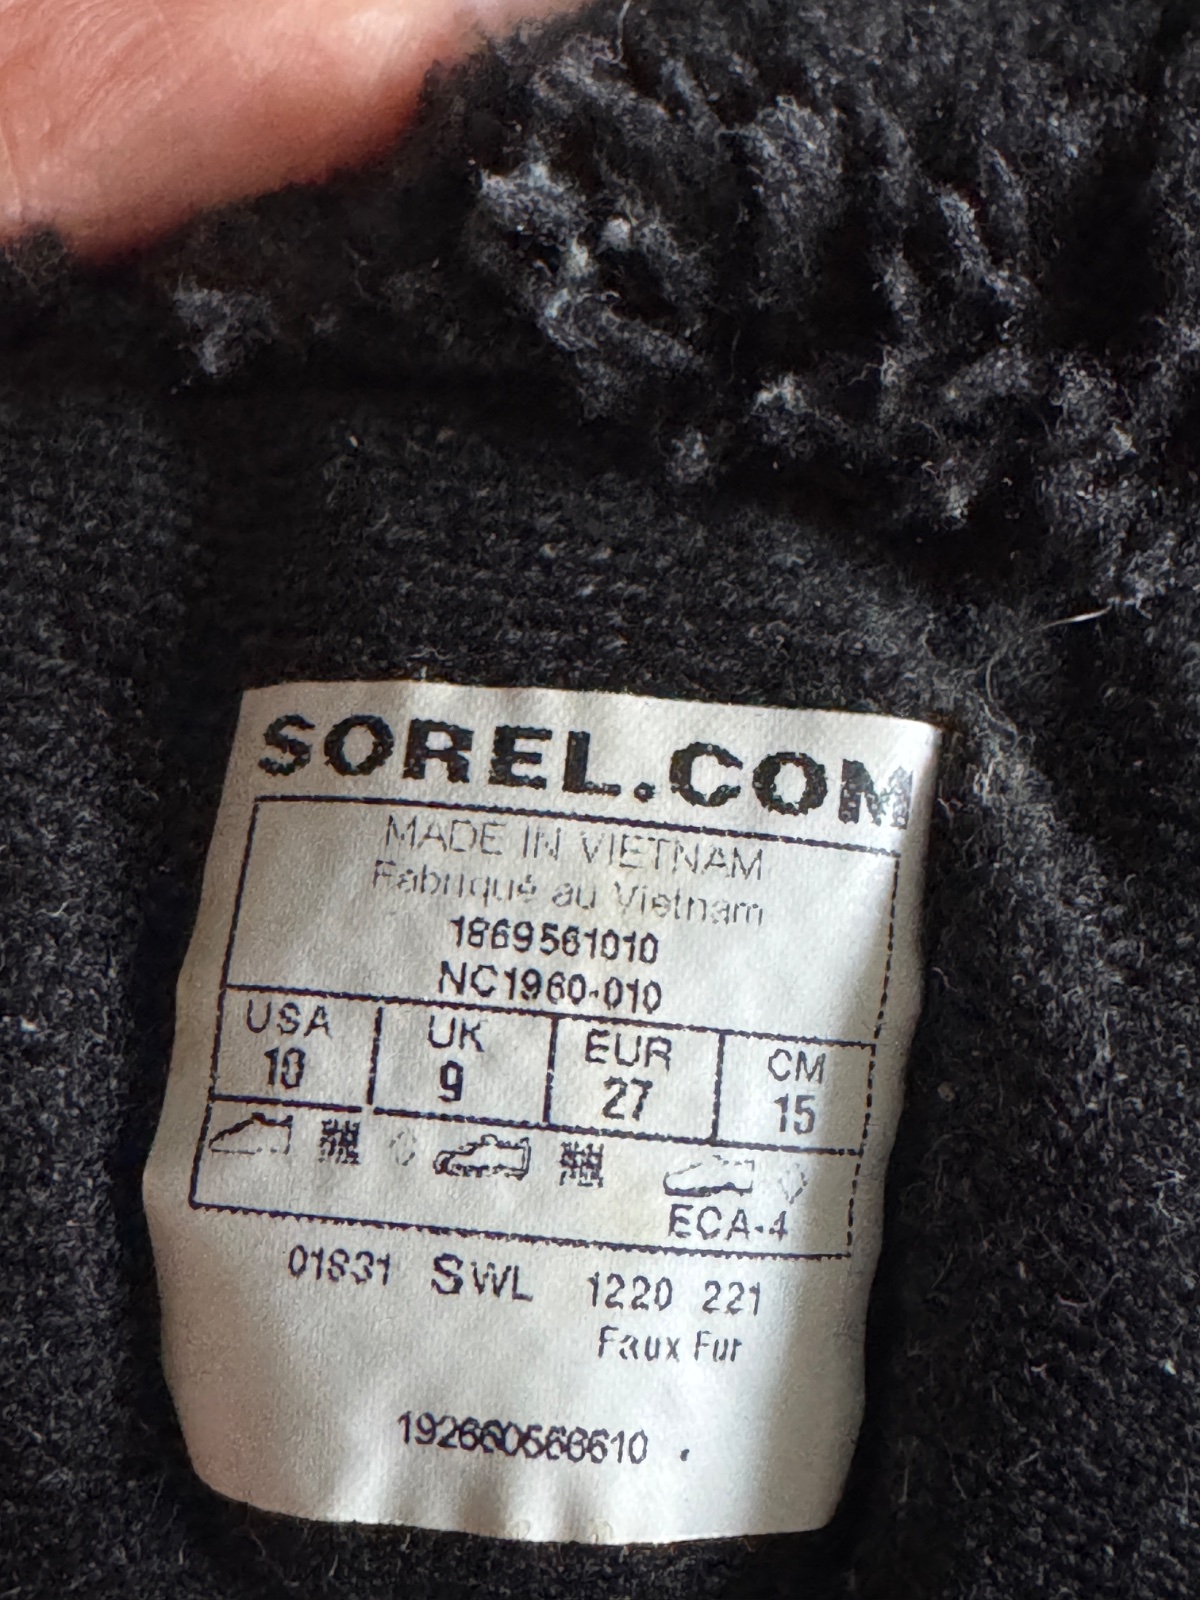 SOREL.COM
MADE IN VIETNAM
Fabriqué au Vietnam
1869561010
NC1960-010
USA UK EUR CM
10 9 27 15
ECA-4
01831 SWL 1220 221
Faux Fur